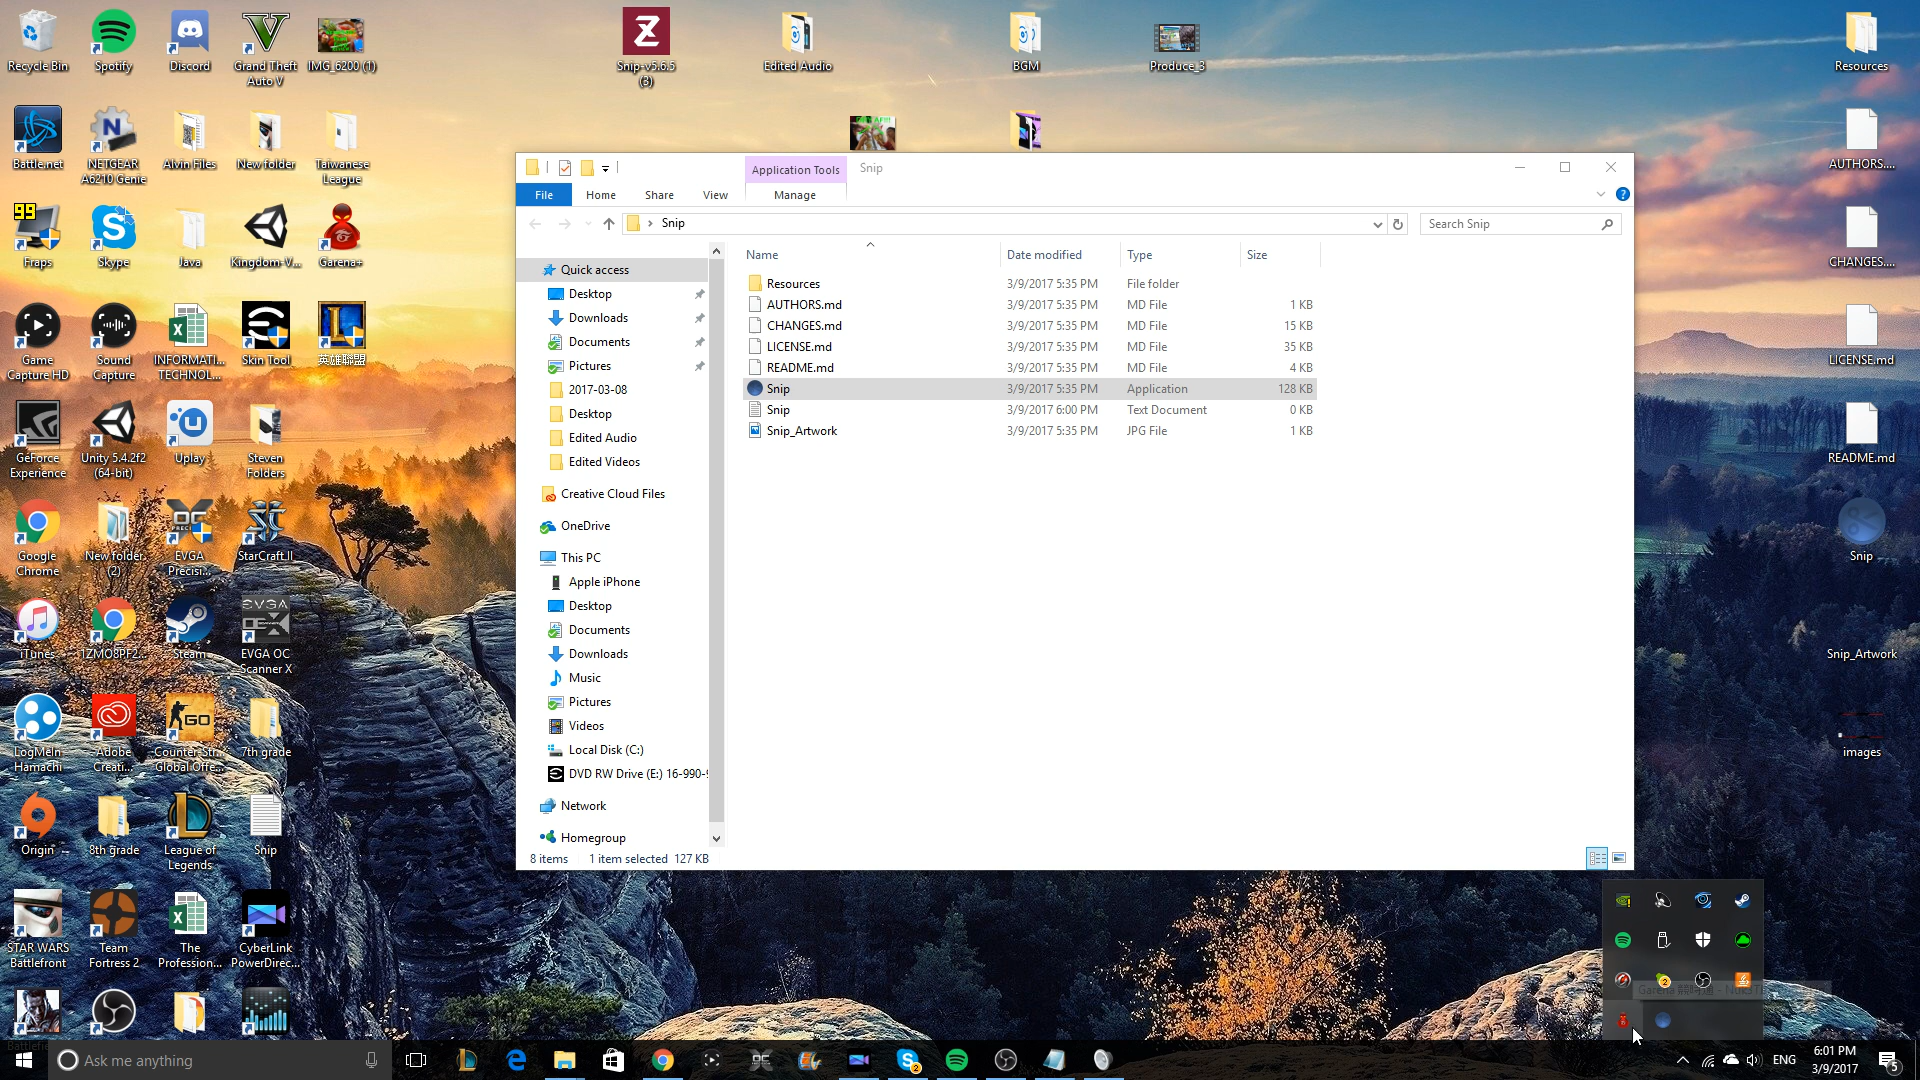 Recycle Bin
Spotify
Discord
Grand Theft
Auto V
IMG_6200 (1)
Snip-v5.6.5
(3)
Edited Audio
BGM
Produce_3
Resources
Battle.net
NETGEAR
A6210 Genie
Alvin Files
New folder
Taiwanese
League
AUTHORS....
99
Fraps
Skype
Java
Kingdom-V...
Garena+
CHANGES....
Game
Capture HD
Sound
Capture
INFORMATI...
TECHNOL...
Skin Tool
英雄聯盟
LICENSE.md
GeForce
Experience
Unity 5.4.2f2
(64-bit)
Uplay
Steven
Folders
README.md
Google
Chrome
New folder
(2)
EVGA
Precisi...
StarCraft II
Snip
iTunes
1ZMO8PF2...
Steam
EVGA OC
Scanner X
Snip_Artwork
LogMeIn
Hamachi
Adobe
Creati...
Counter-Str...
Global Offe...
7th grade
images
Origin
8th grade
League of
Legends
Snip
STAR WARS
Battlefront
Team
Fortress 2
The
Profession...
CyberLink
PowerDirec...
Application Tools
Snip
File
Home
Share
View
Manage
Snip
Search Snip
Quick access
Desktop
Downloads
Documents
Pictures
2017-03-08
Desktop
Edited Audio
Edited Videos
Creative Cloud Files
OneDrive
This PC
Apple iPhone
Desktop
Documents
Downloads
Music
Pictures
Videos
Local Disk (C:)
DVD RW Drive (E:) 16-990-9
Network
Homegroup
Name Date modified Type Size
Resources 3/9/2017 5:35 PM File folder
AUTHORS.md 3/9/2017 5:35 PM MD File 1 KB
CHANGES.md 3/9/2017 5:35 PM MD File 15 KB
LICENSE.md 3/9/2017 5:35 PM MD File 35 KB
README.md 3/9/2017 5:35 PM MD File 4 KB
Snip 3/9/2017 5:35 PM Application 128 KB
Snip 3/9/2017 6:00 PM Text Document 0 KB
Snip_Artwork 3/9/2017 5:35 PM JPG File 1 KB
8 items 1 item selected 127 KB
Ask me anything
ENG
6:01 PM
3/9/2017
5